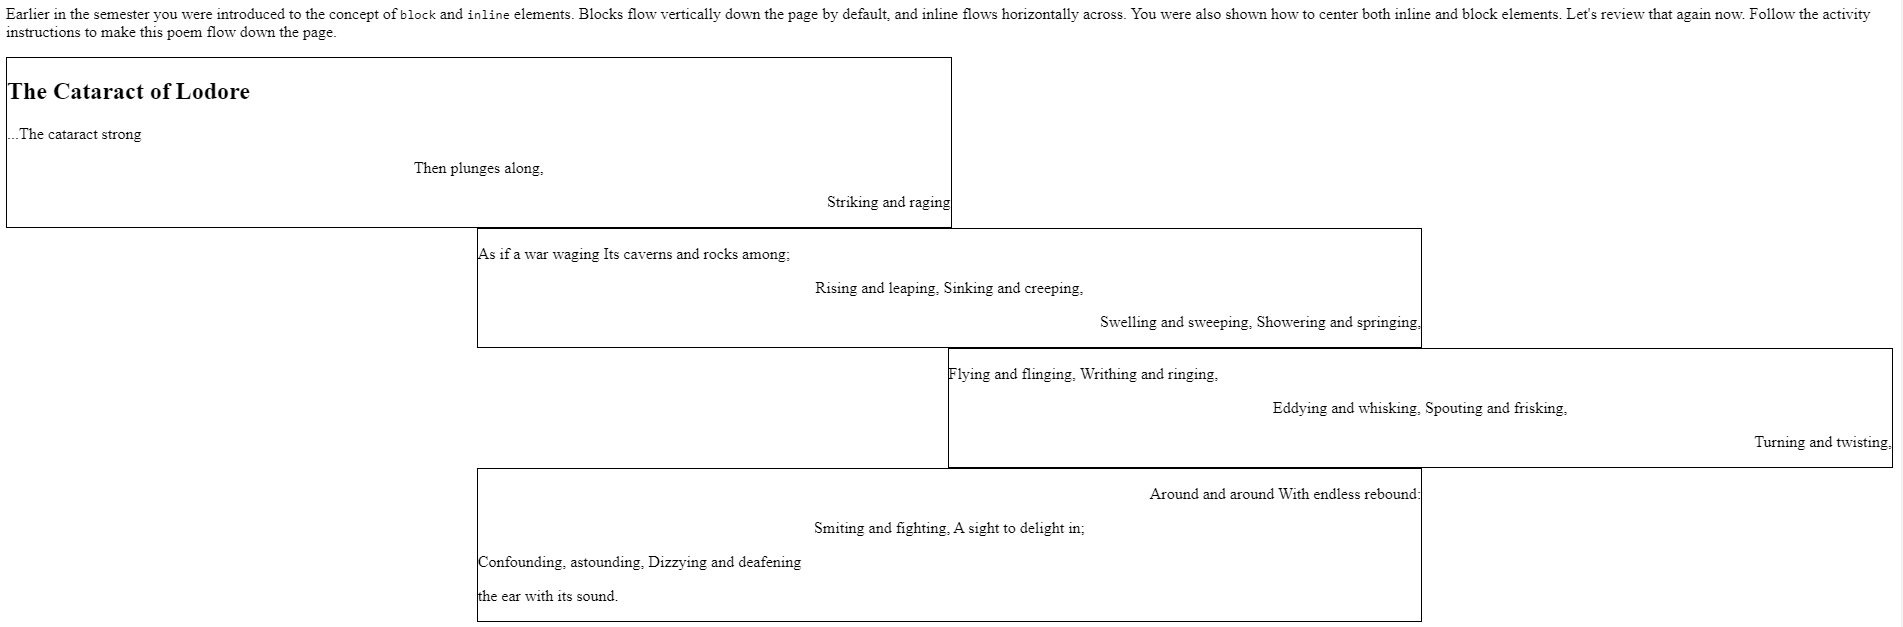 Earlier in the semester you were introduced to the concept of block and inline elements. Blocks flow vertically down the page by default, and inline flows horizontally across. You were also shown how to center both inline and block elements. Let's review that again now. Follow the activity
instructions to make this poem flow down the page.
The Cataract of Lodore
...The cataract strong
Then plunges along,
Striking and raging
As if a war waging Its caverns and rocks among;
Rising and leaping, Sinking and creeping,
Swelling and sweeping, Showering and springing,
Flying and flinging, Writhing and ringing,
Eddying and whisking, Spouting and frisking,
Turning and twisting,
Around and around With endless rebound:
Smiting and fighting, A sight to delight in;
Confounding, astounding, Dizzying and deafening
the ear with its sound.